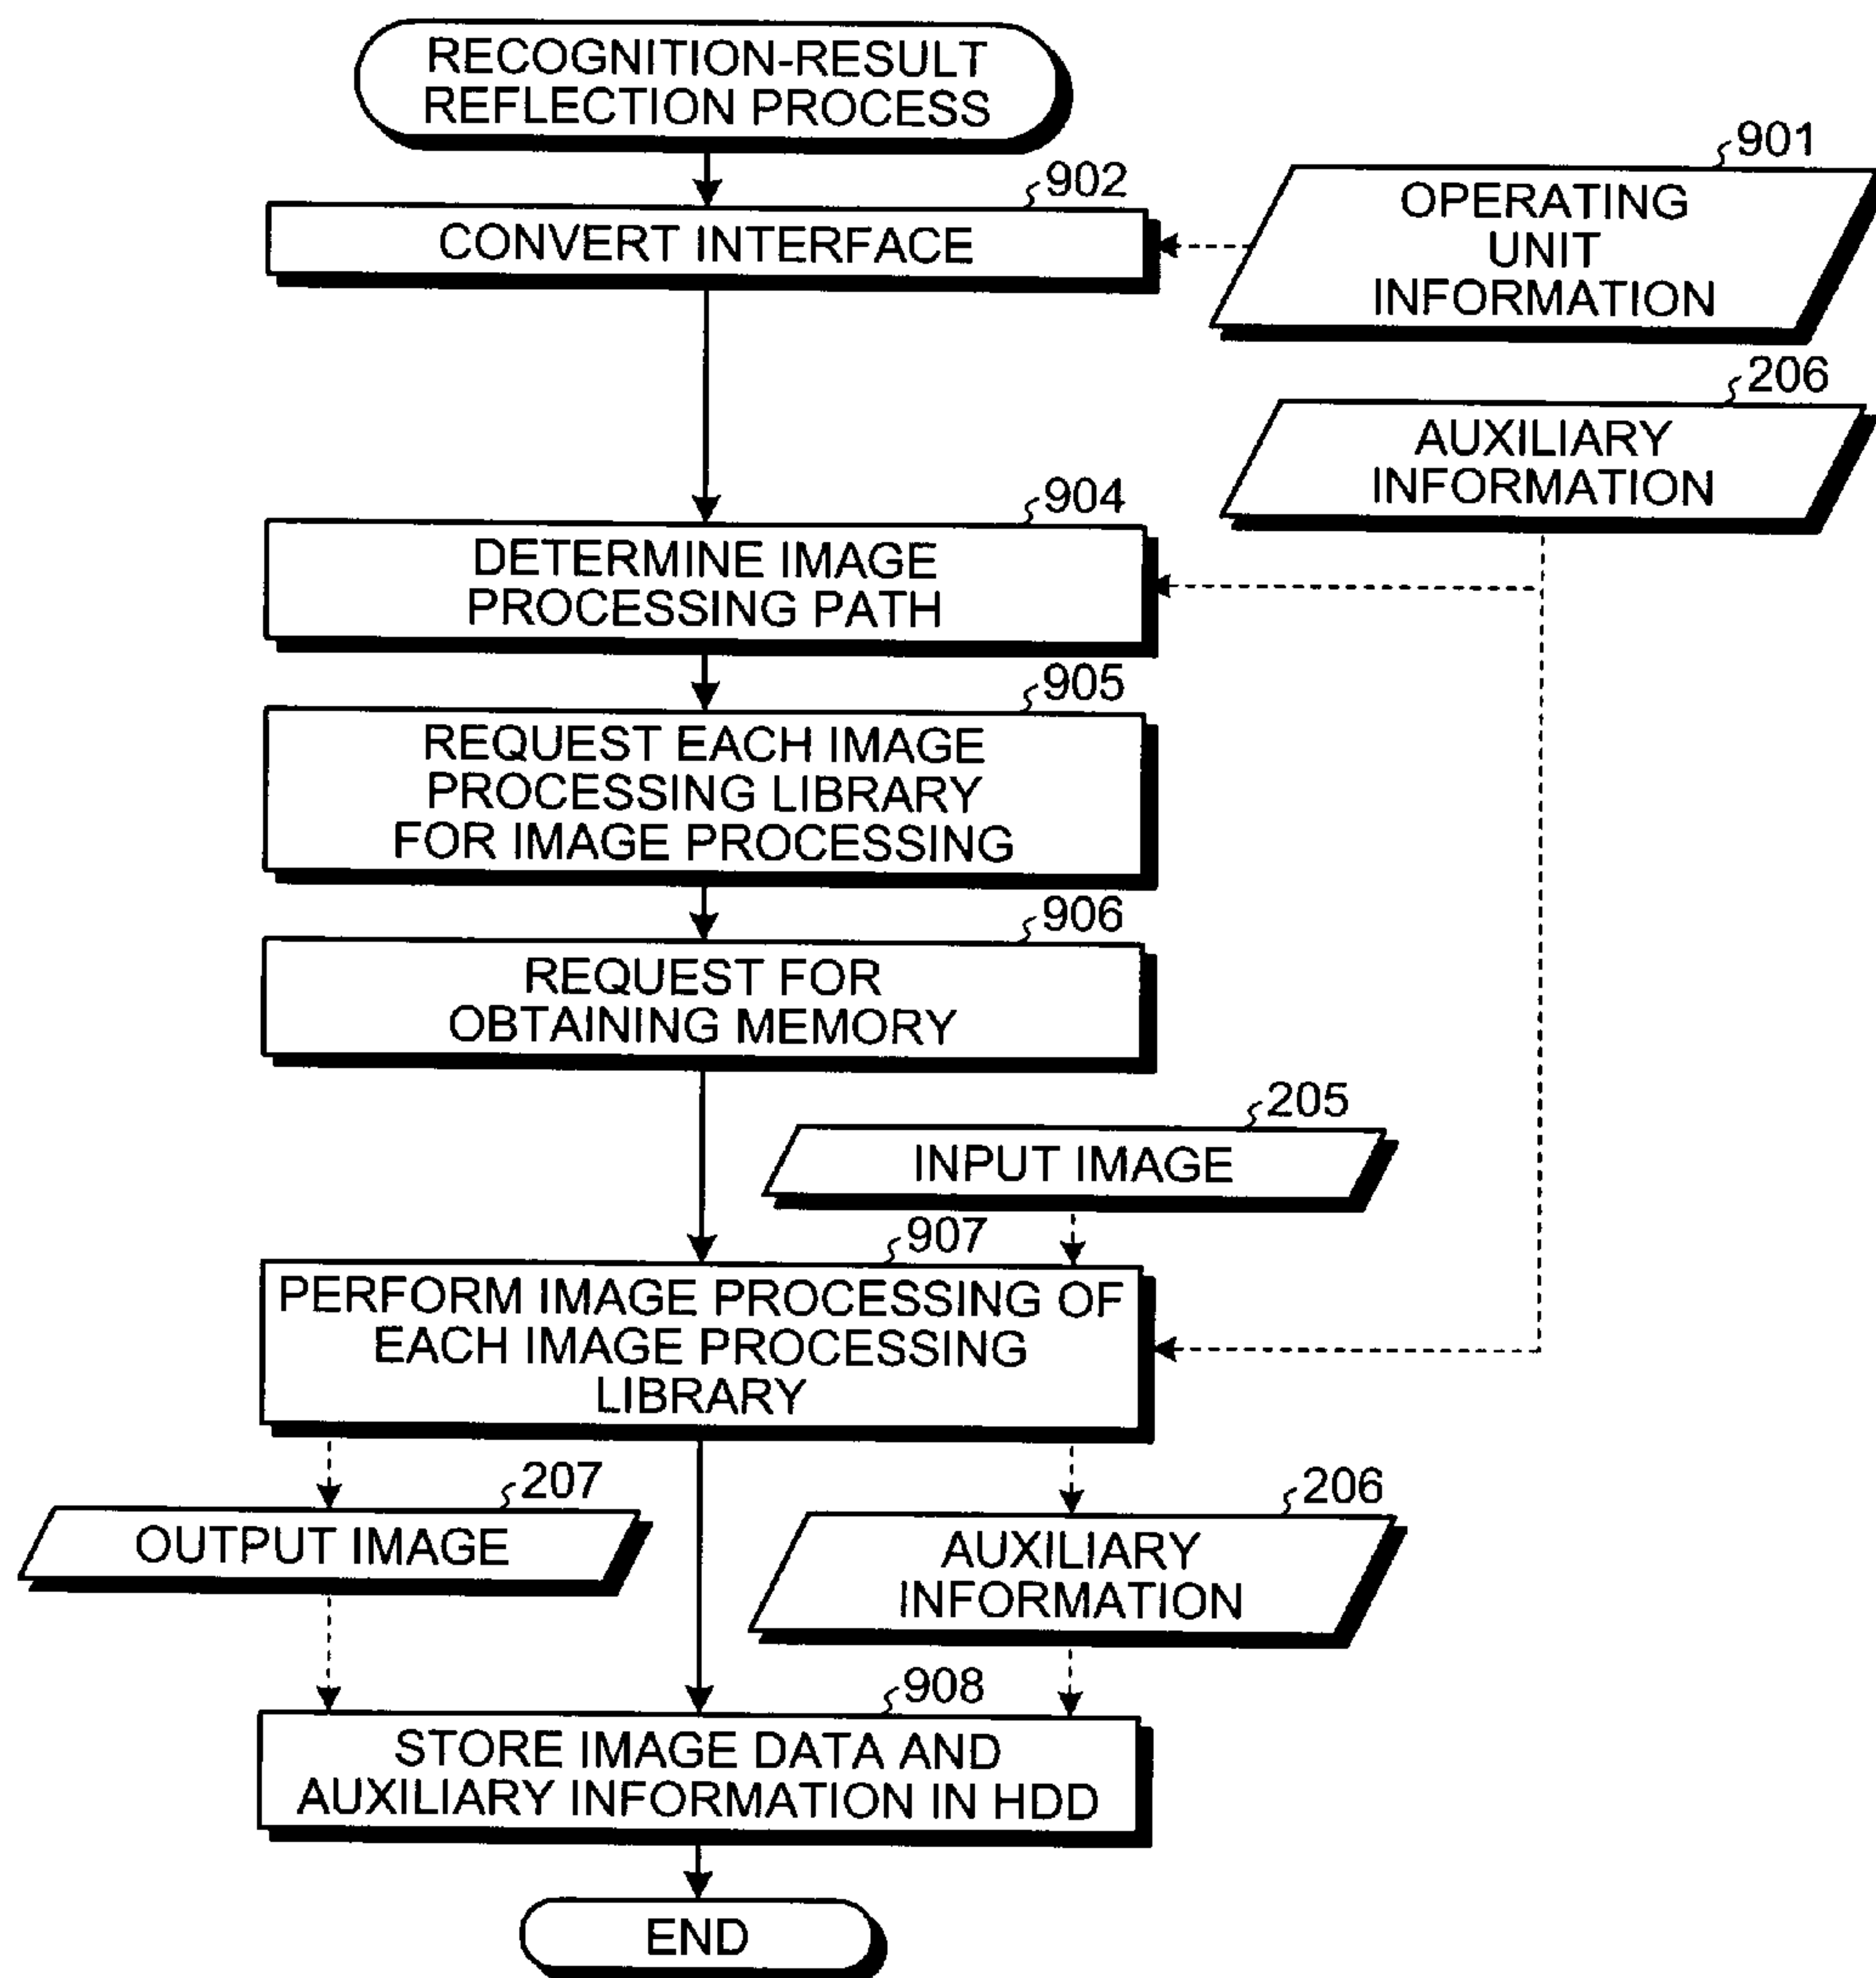 RECOGNITION-RESULT
REFLECTION PROCESS
901
OPERATING
UNIT
INFORMATION
902
CONVERT INTERFACE
206
AUXILIARY
INFORMATION
904
DETERMINE IMAGE
PROCESSING PATH
905
REQUEST EACH IMAGE
PROCESSING LIBRARY
FOR IMAGE PROCESSING
906
REQUEST FOR
OBTAINING MEMORY
205
INPUT IMAGE
907
PERFORM IMAGE PROCESSING OF
EACH IMAGE PROCESSING
LIBRARY
207
OUTPUT IMAGE
206
AUXILIARY
INFORMATION
908
STORE IMAGE DATA AND
AUXILIARY INFORMATION IN HDD
END